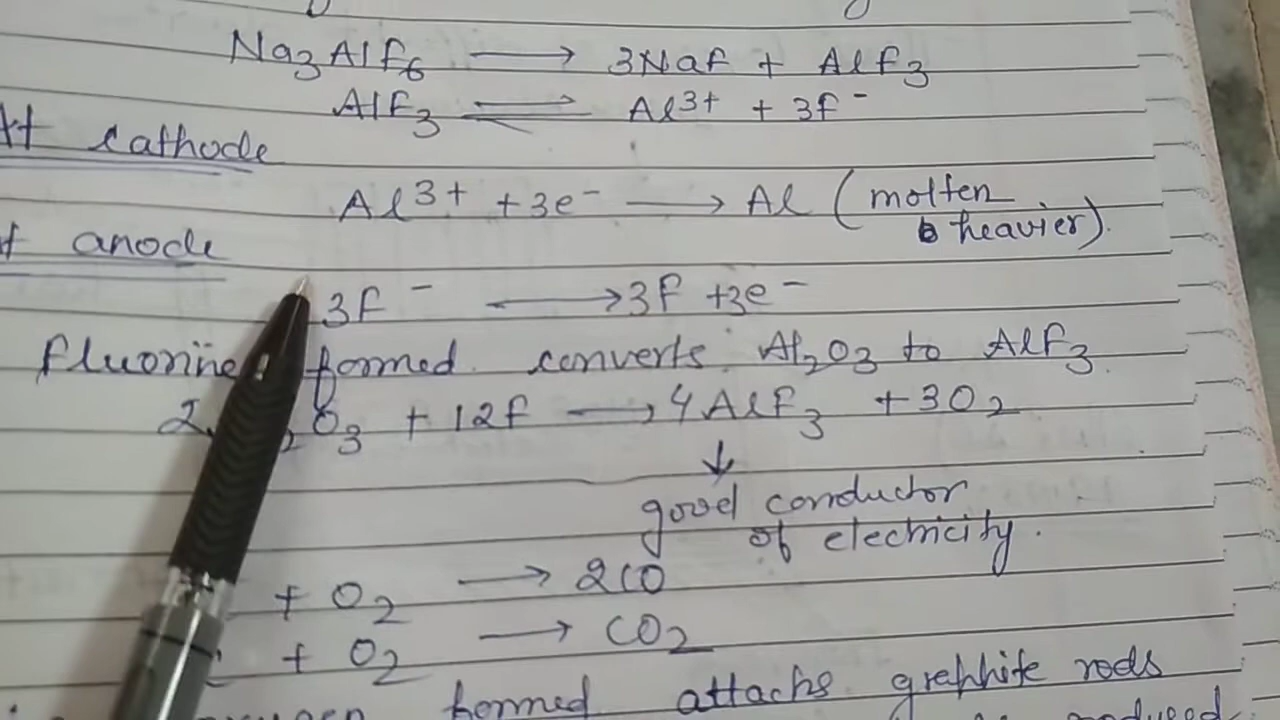 Na3AlF6 ⟶ 3NaF + AlF3
AlF3 ⇌ Al3+ + 3F-
At cathode
Al3+ + 3e- ⟶ Al (molten
& heavier).
anode
3F- ⟶ 3F + 3e-
Fluorine formed converts Al2O3 to AlF3.
2 O3 + 12F ⟶ 4AlF3 + 3O2
↓
good conductor
of electricity.
+ O2 ⟶ 2CO
+ O2 ⟶ CO2
formed attacks graphite rods